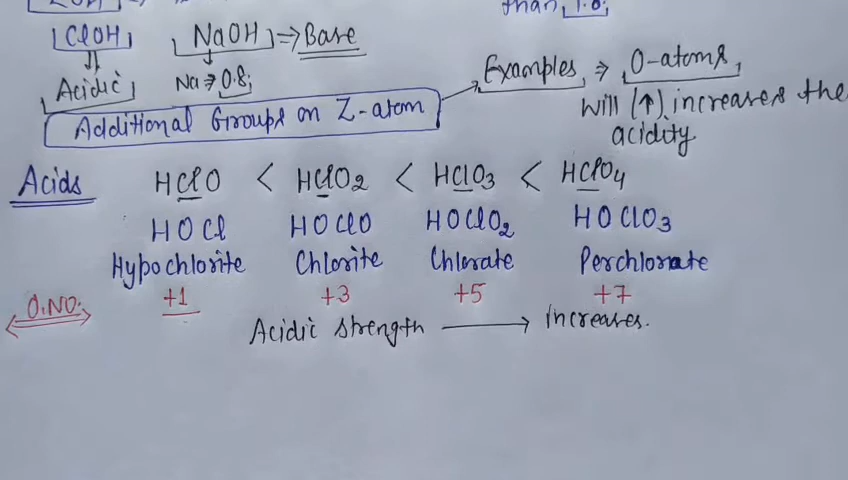 than 1.8,
ClOH NaOH ⇒ Base
Acidic Na ⇒ 0.8,
Examples ⇒ O-atoms,
Additional Groups on Z-atom
will (↑) increases the
acidity
Acids HClO < HClO2 < HClO3 < HClO4
HOCl HOClO HOClO2 HOClO3
Hypochlorite Chlorite Chlorate Perchlorate
O.NO. +1 +3 +5 +7
Acidic strength → increases.